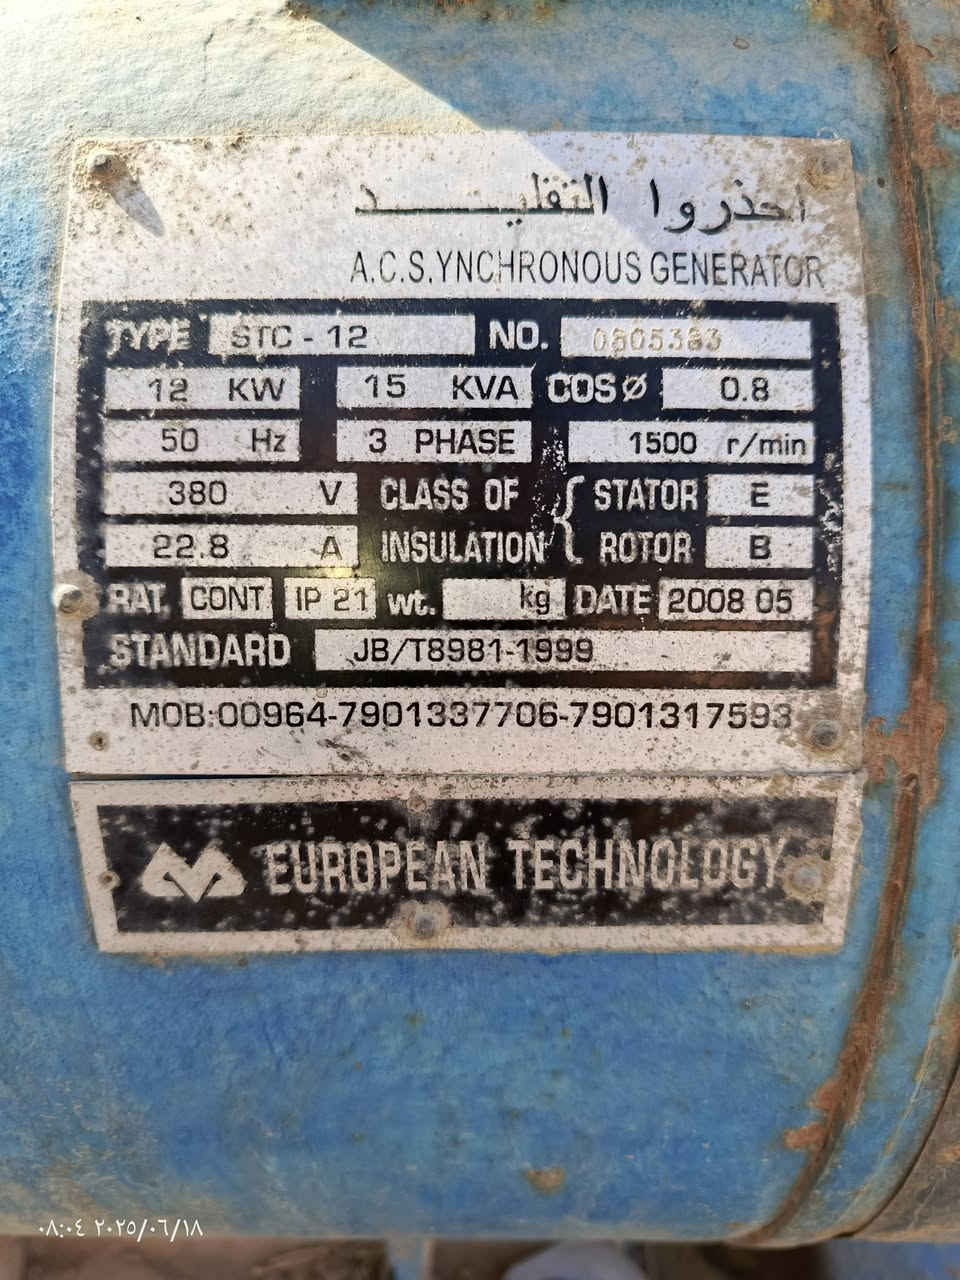 احذروا التقليـــــــــد
A.C.S.YNCHRONOUS GENERATOR
TYPE STC - 12 NO. 0805383
12 KW 15 KVA COSØ 0.8
50 Hz 3 PHASE 1500 r/min
380 V CLASS OF { STATOR E
22.8 A INSULATION ROTOR B
RAT. CONT IP 21 wt. kg DATE 2008 05
STANDARD JB/T8981-1999
MOB:00964-7901337706-7901317593
EUROPEAN TECHNOLOGY
٢٠٢٥/٠٦/١٨ ٠٨:٠٤